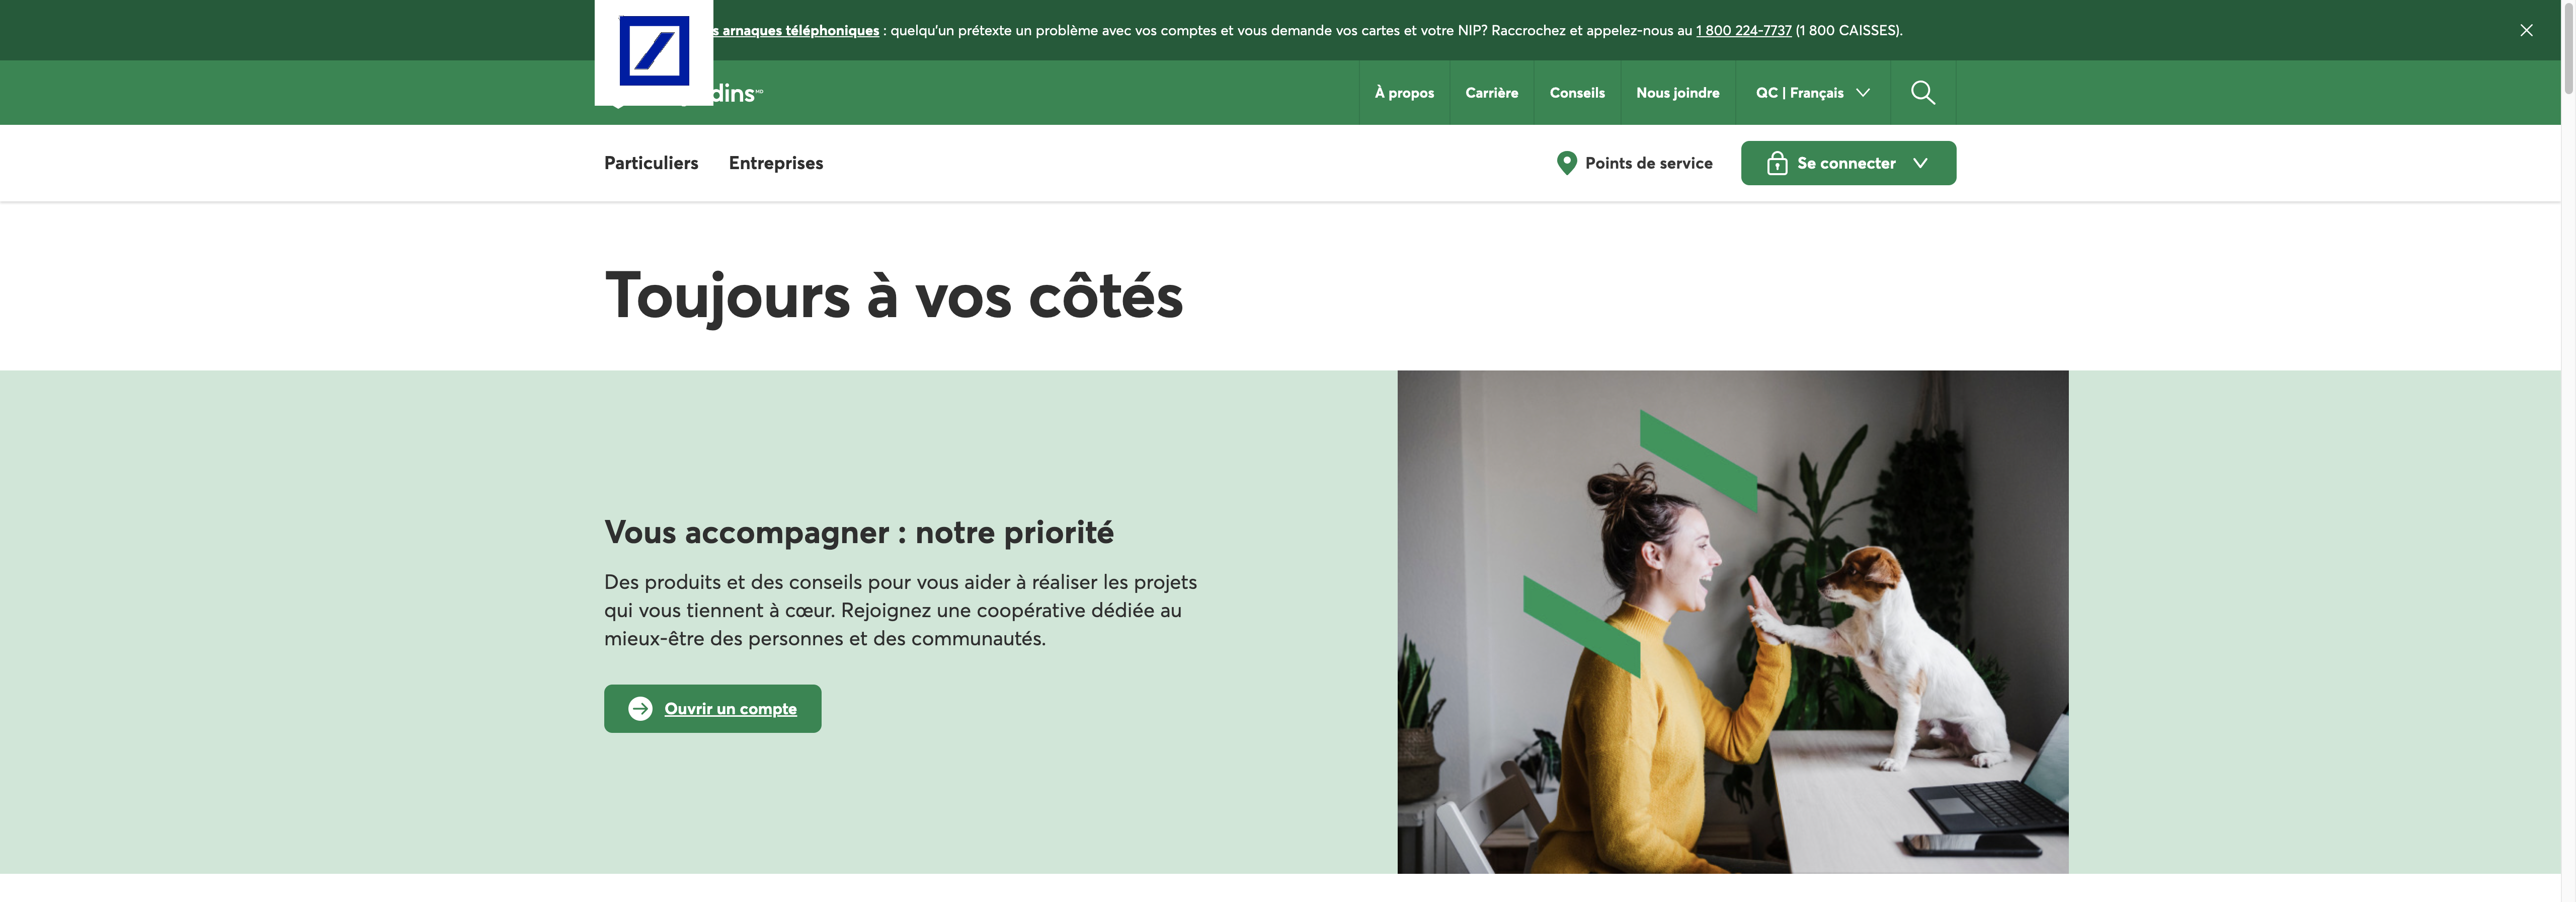 arnaques téléphoniques : quelqu'un prétexte un problème avec vos comptes et vous demande vos cartes et votre NIP? Raccrochez et appelez-nous au 1 800 224-7737 (1 800 CAISSES).
À propos
Carrière
Conseils
Nous joindre
QC | Français
Particuliers
Entreprises
Points de service
Se connecter
Toujours à vos côtés
Vous accompagner : notre priorité
Des produits et des conseils pour vous aider à réaliser les projets
qui vous tiennent à cœur. Rejoignez une coopérative dédiée au
mieux-être des personnes et des communautés.
Ouvrir un compte